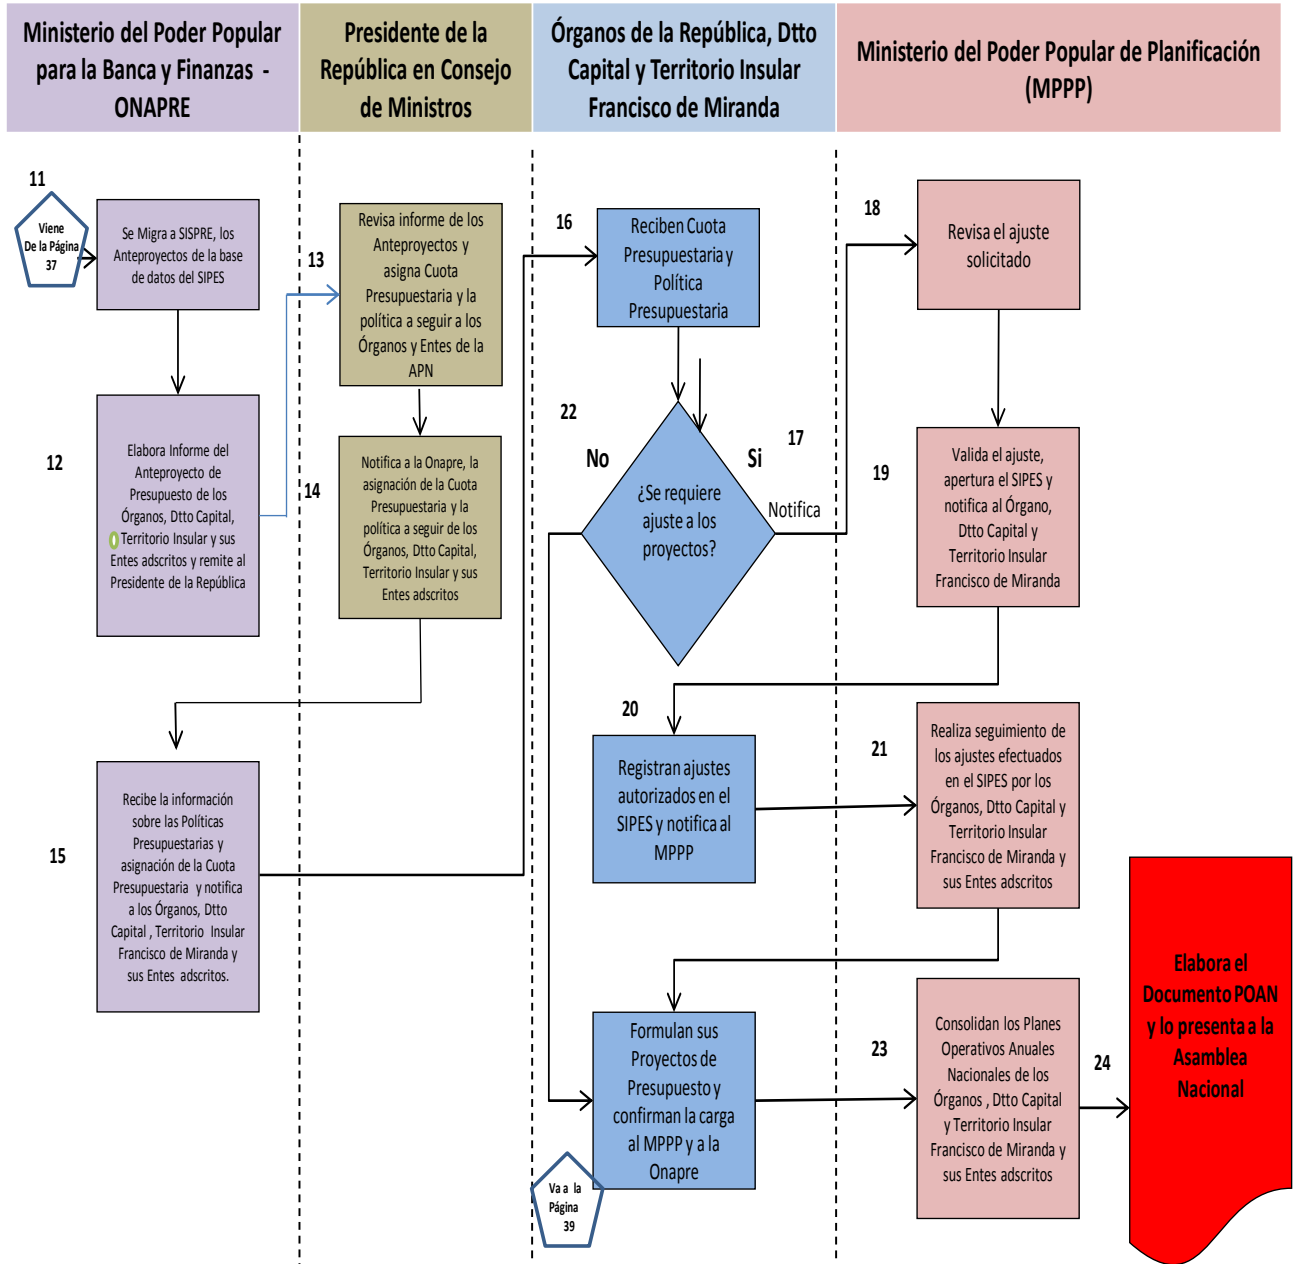 Ministerio del Poder Popular
para la Banca y Finanzas -
ONAPRE
Presidente de la
República en Consejo
de Ministros
Órganos de la República, Dtto
Capital y Territorio Insular
Francisco de Miranda
Ministerio del Poder Popular de Planificación
(MPPP)
11
Viene
De la Página
37
Se Migra a SISPRE, los
Anteproyectos de la base
de datos del SIPES
12
Elabora Informe del
Anteproyecto de
Presupuesto de los
Órganos, Dtto Capital,
Territorio Insular y sus
Entes adscritos y remite al
Presidente de la República
13
Revisa informe de los
Anteproyectos y
asigna Cuota
Presupuestaria y la
política a seguir a los
Órganos y Entes de la
APN
14
Notifica a la Onapre, la
asignación de la Cuota
Presupuestaria y la
política a seguir de los
Órganos, Dtto Capital,
Territorio Insular y sus
Entes adscritos
15
Recibe la información
sobre las Políticas
Presupuestarias y
asignación de la Cuota
Presupuestaria y notifica
a los Órganos, Dtto
Capital , Territorio Insular
Francisco de Miranda y
sus Entes adscritos.
16
Reciben Cuota
Presupuestaria y
Política
Presupuestaria
22
17
No
Si
Notifica
¿Se requiere
ajuste a los
proyectos?
18
Revisa el ajuste
solicitado
19
Valida el ajuste,
apertura el SIPES y
notifica al Órgano,
Dtto Capital y
Territorio Insular
Francisco de Miranda
20
Registran ajustes
autorizados en el
SIPES y notifica al
MPPP
21
Realiza seguimiento de
los ajustes efectuados
en el SIPES por los
Órganos, Dtto Capital y
Territorio Insular
Francisco de Miranda y
sus Entes adscritos
Formulan sus
Proyectos de
Presupuesto y
confirman la carga
al MPPP y a la
Onapre
Va a la
Página
39
23
Consolidan los Planes
Operativos Anuales
Nacionales de los
Órganos , Dtto Capital
y Territorio Insular
Francisco de Miranda y
sus Entes adscritos
24
Elabora el
Documento POAN
y lo presenta a la
Asamblea
Nacional